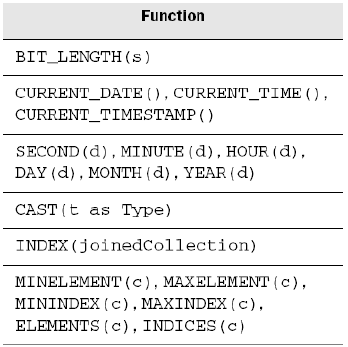 Function
BIT_LENGTH(s)
CURRENT_DATE(), CURRENT_TIME(),
CURRENT_TIMESTAMP()
SECOND(d), MINUTE(d), HOUR(d),
DAY(d), MONTH(d), YEAR(d)
CAST(t as Type)
INDEX(joinedCollection)
MINELEMENT(c), MAXELEMENT(c),
MININDEX(c), MAXINDEX(c),
ELEMENTS(c), INDICES(c)